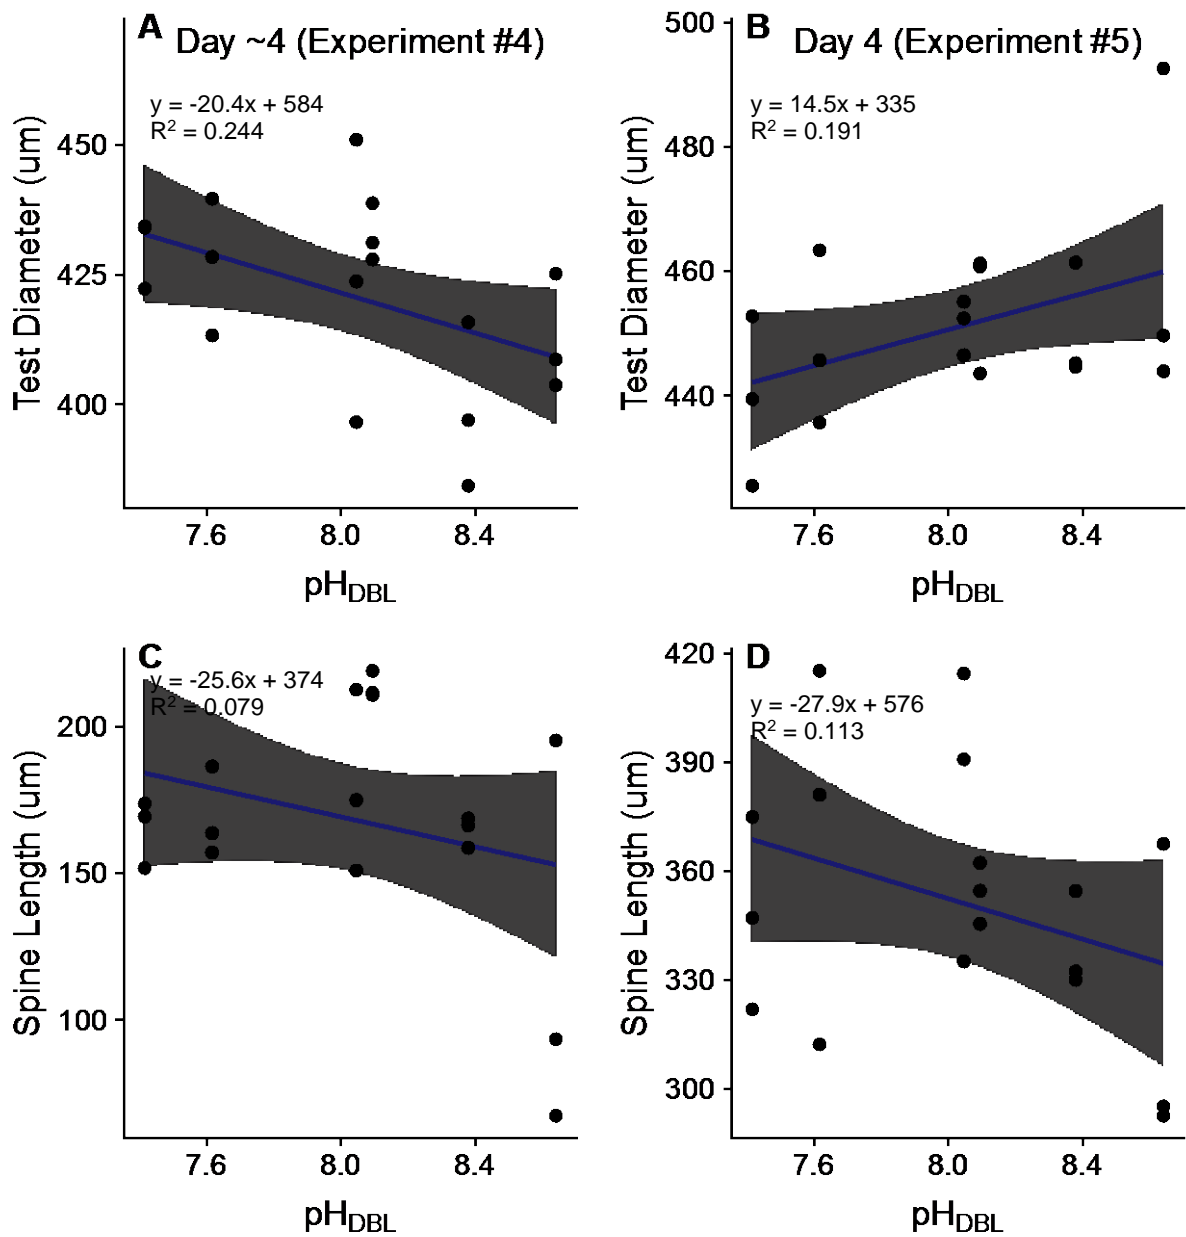 A Day ~4 (Experiment #4)
y = -20.4x + 584
R² = 0.244
Test Diameter (um)
450
425
400
7.6 8.0 8.4
pH_DBL
B Day 4 (Experiment #5)
y = 14.5x + 335
R² = 0.191
Test Diameter (um)
500
480
460
440
7.6 8.0 8.4
pH_DBL
C
y = -25.6x + 374
R² = 0.079
Spine Length (um)
200
150
100
7.6 8.0 8.4
pH_DBL
D
y = -27.9x + 576
R² = 0.113
Spine Length (um)
420
390
360
330
300
7.6 8.0 8.4
pH_DBL